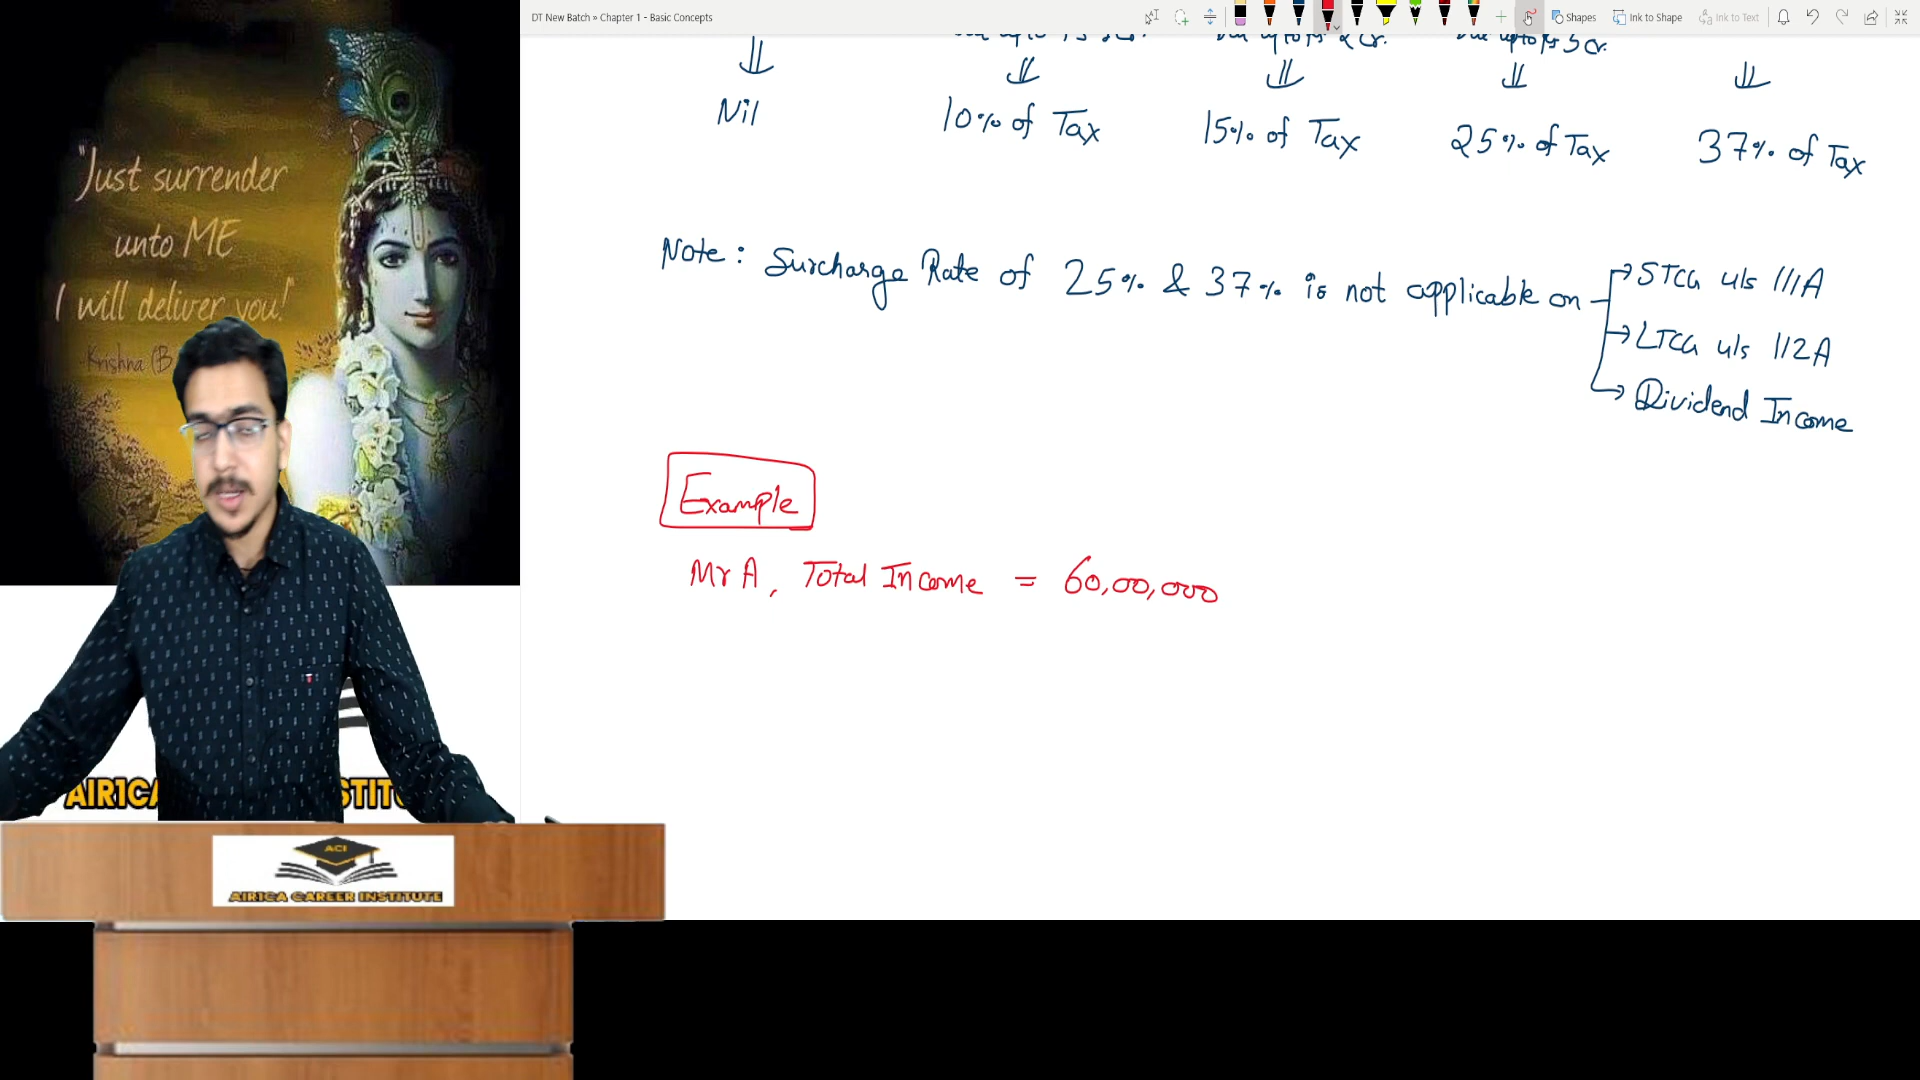 DT New Batch » Chapter 1 - Basic Concepts
Shapes Ink to Shape Ink to Text
Nil
10% of Tax
15% of Tax
25% of Tax
37% of Tax
Note : Surcharge Rate of 25% & 37% is not applicable on
STCG u/s 111A
LTCG u/s 112A
Dividend Income
Example
Mr A, Total Income = 60,00,000
"Just surrender
unto ME
I will deliver you!"
Krishna (B
AIR1CA
STIT
ACI
AIR1CA CAREER INSTITUTE